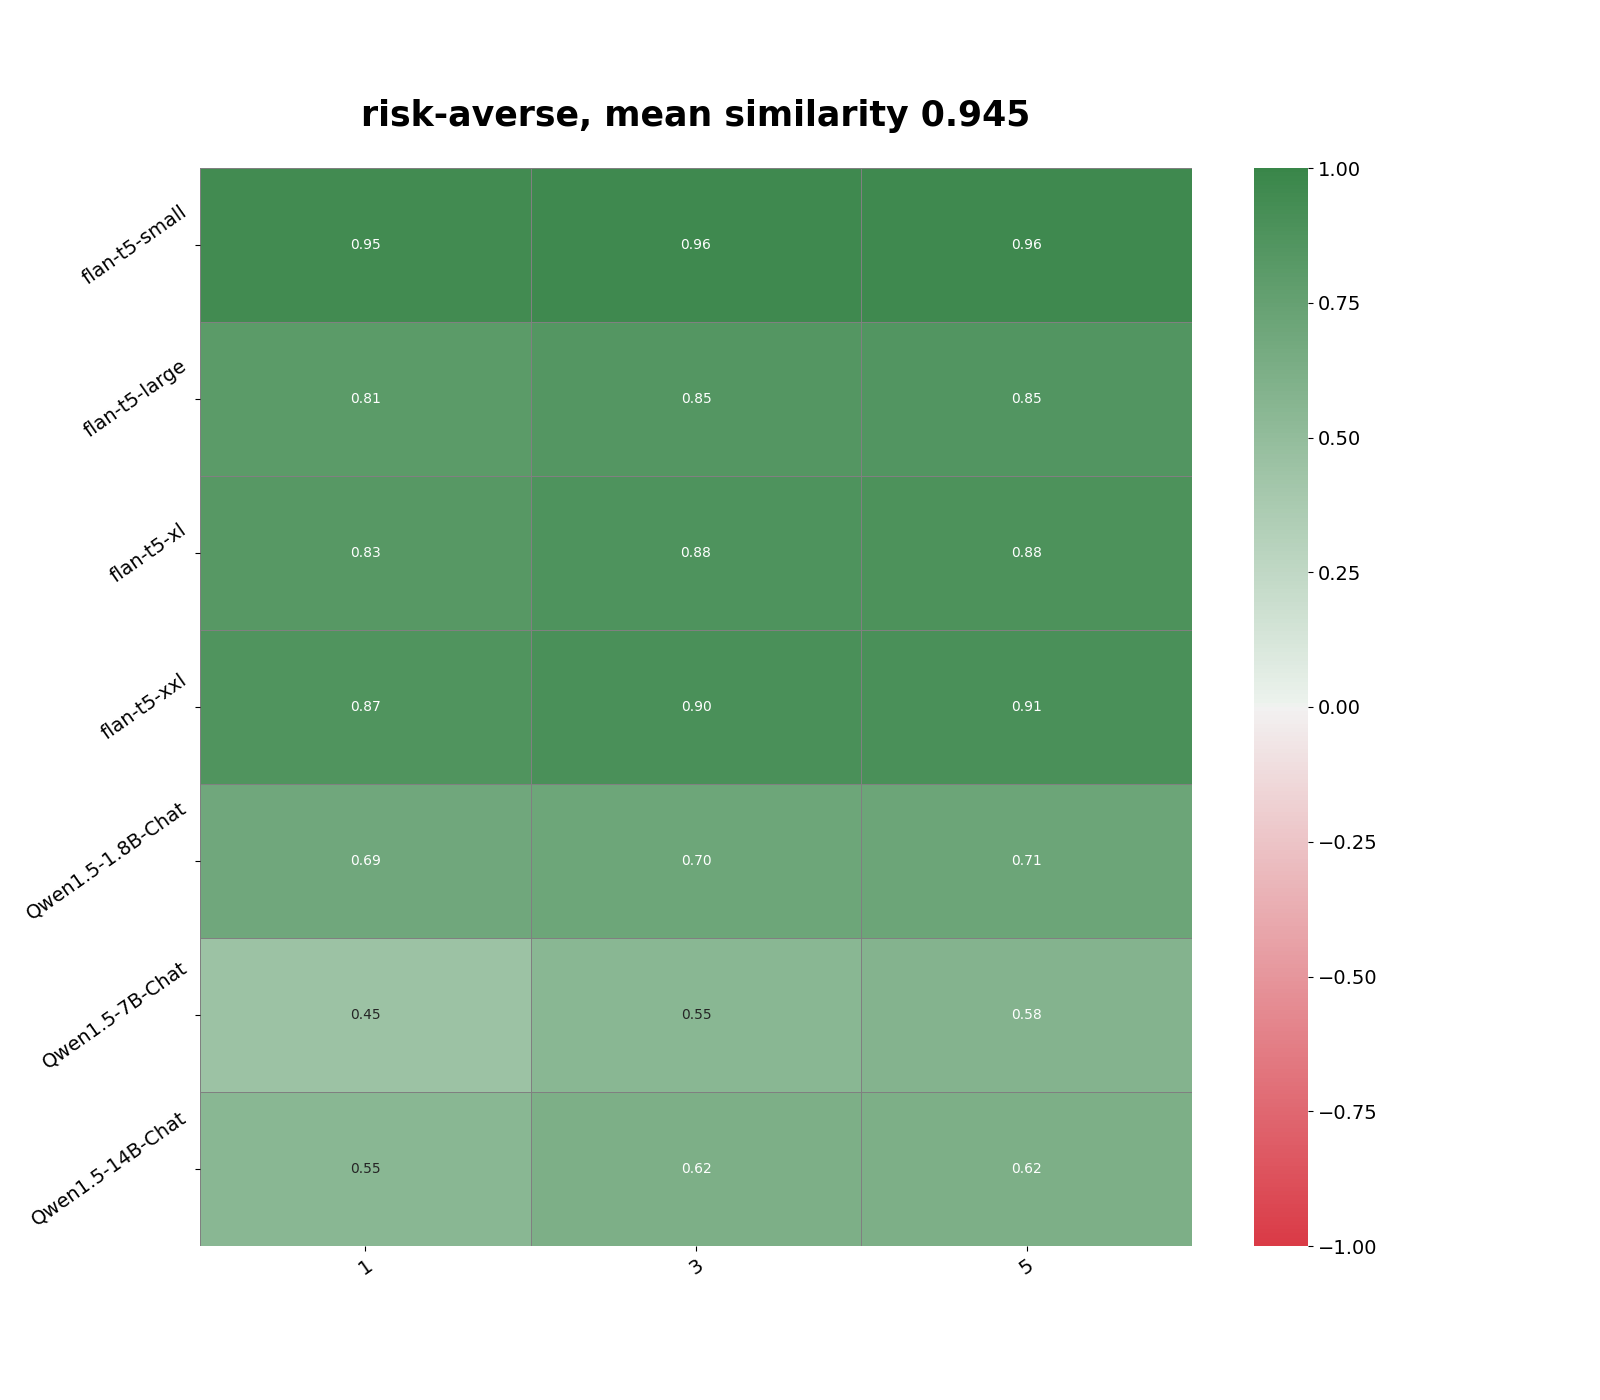 risk-averse, mean similarity 0.945
flan-t5-small 0.95 0.96 0.96
flan-t5-large 0.81 0.85 0.85
flan-t5-xl 0.83 0.88 0.88
flan-t5-xxl 0.87 0.90 0.91
Qwen1.5-1.8B-Chat 0.69 0.70 0.71
Qwen1.5-7B-Chat 0.45 0.55 0.58
Qwen1.5-14B-Chat 0.55 0.62 0.62
1 3 5
1.00
0.75
0.50
0.25
0.00
−0.25
−0.50
−0.75
−1.00